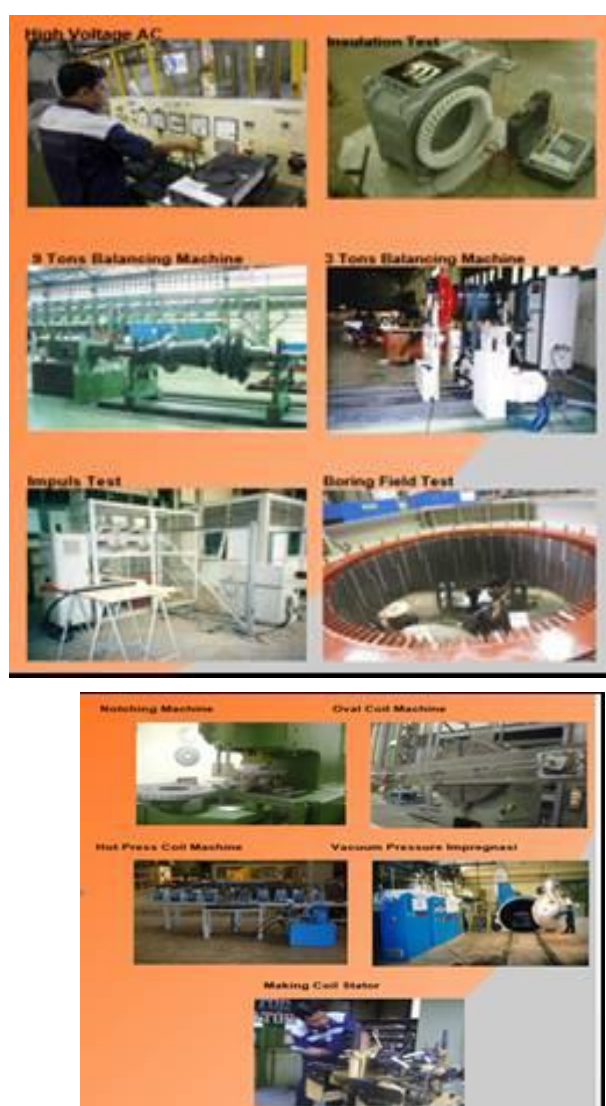 High Voltage AC
Insulation Test
9 Tons Balancing Machine
3 Tons Balancing Machine
Impuls Test
Boring Field Test
Notching Machine
Oval Coil Machine
Hot Press Coil Machine
Vacuum Pressure Impregnasi
Making Coil Stator